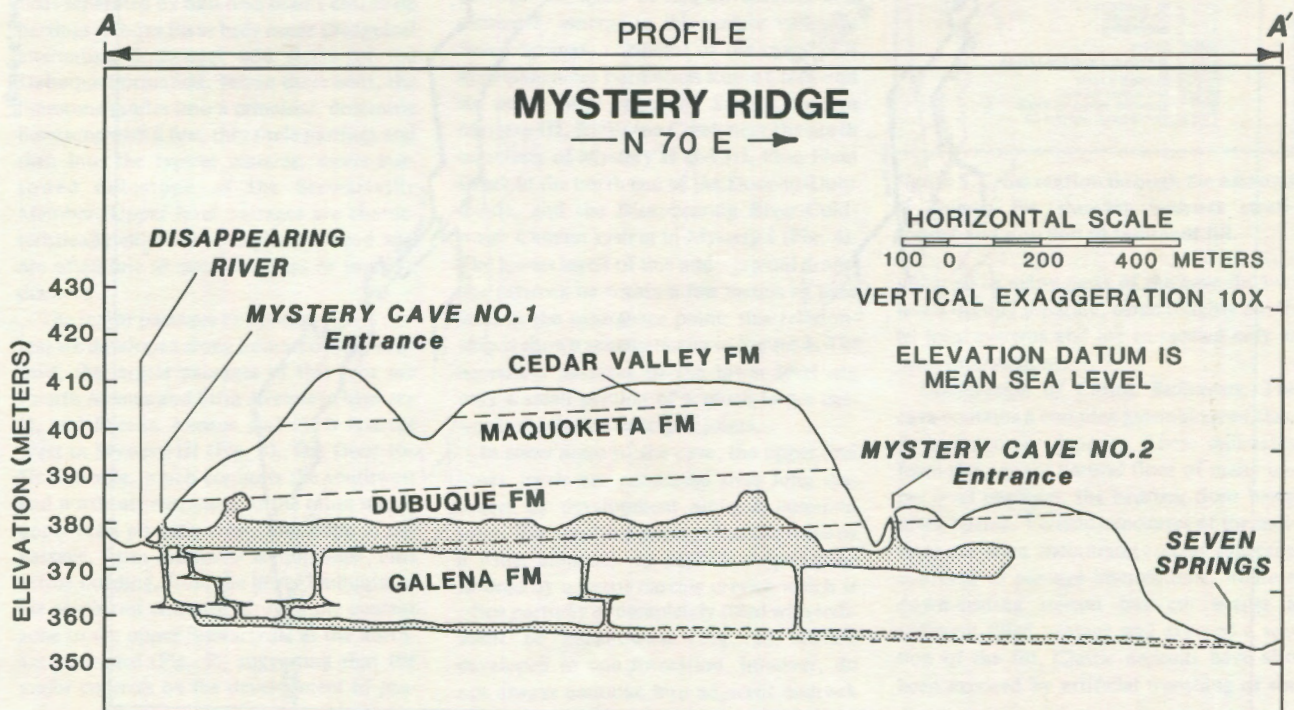 A
PROFILE
A'
MYSTERY RIDGE
N 70 E
HORIZONTAL SCALE
100 0 200 400 METERS
VERTICAL EXAGGERATION 10X
ELEVATION DATUM IS
MEAN SEA LEVEL
DISAPPEARING
RIVER
MYSTERY CAVE NO.1
Entrance
CEDAR VALLEY FM
MAQUOKETA FM
MYSTERY CAVE NO.2
Entrance
DUBUQUE FM
GALENA FM
SEVEN
SPRINGS
ELEVATION (METERS)
430
420
410
400
390
380
370
360
350